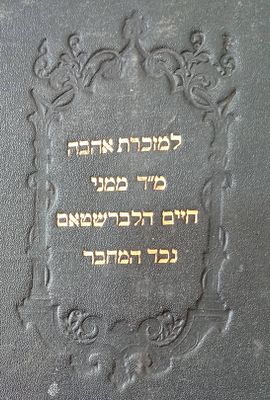 למזכרת אהבה
מ״ד ממני
חיים הלברשטאם
נכד המחבר